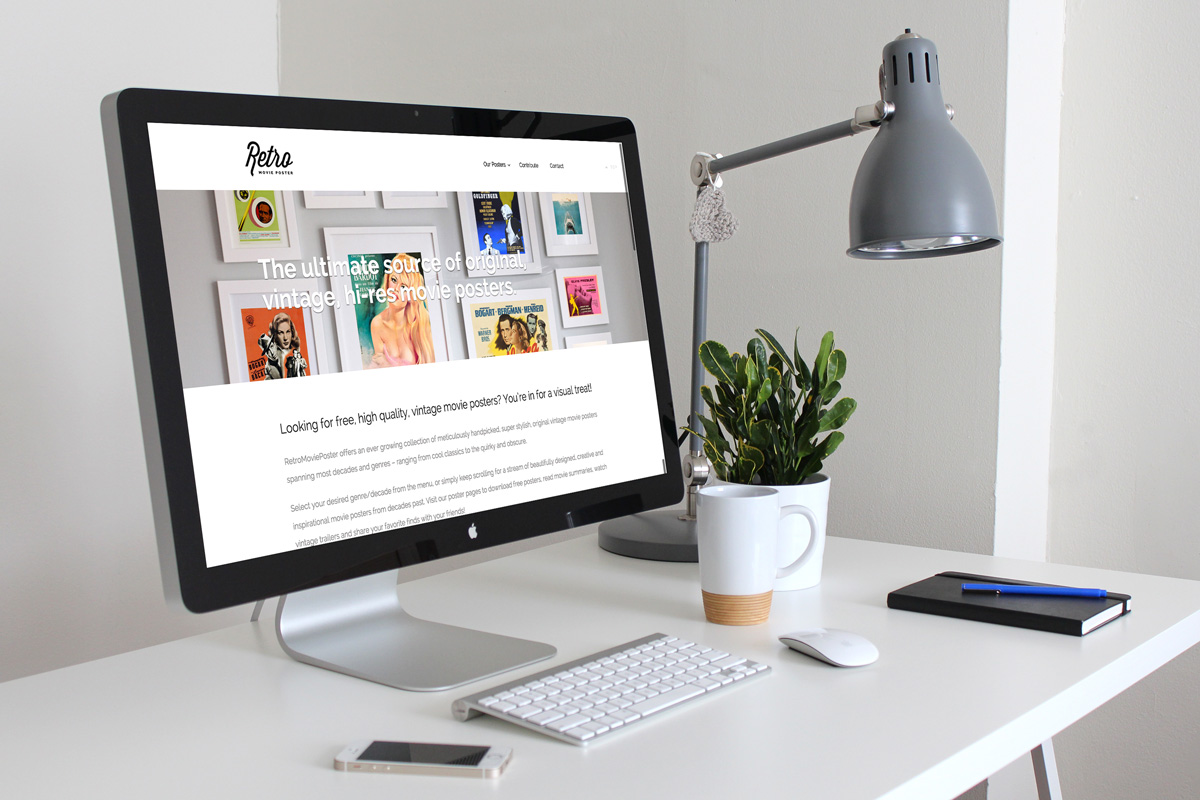 Retro
MOVIE POSTER
Our Posters
Contribute
Contact
GOLDFINGER
BARDOT
The ultimate source of original,
vintage, hi-res movie posters.
BOGART · BERGMAN · HENREID
WARNER
BROS.
Looking for free, high quality, vintage movie posters? You're in for a visual treat!
RetroMoviePoster offers an ever growing collection of meticulously handpicked, super stylish, original vintage movie posters
spanning most decades and genres – ranging from cool classics to the quirky and obscure.
Select your desired genre/decade from the menu, or simply keep scrolling for a stream of beautifully designed, creative and
inspirational movie posters from decades past. Visit our poster pages to download free posters, read movie summaries, watch
vintage trailers and share your favorite finds with your friends!